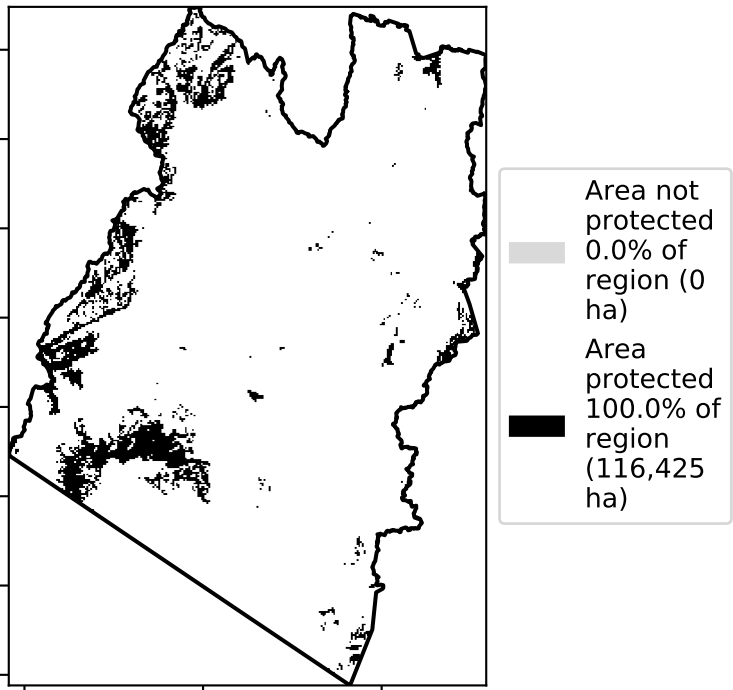 Area not
protected
0.0% of
region (0
ha)
Area
protected
100.0% of
region
(116,425
ha)